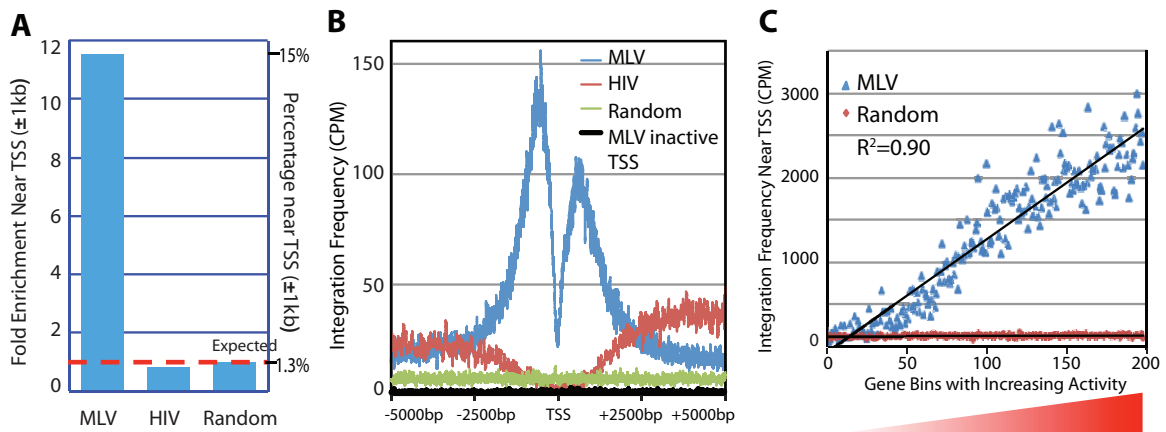 A
Fold Enrichment Near TSS (±1kb)
12
10
8
6
4
2
0
15%
1.3%
Percentage near TSS (±1kb)
Expected
MLV
HIV
Random
B
Integration Frequency (CPM)
150
100
50
0
MLV
HIV
Random
MLV inactive
TSS
-5000bp
-2500bp
TSS
+2500bp
+5000bp
C
Integration Frequency Near TSS (CPM)
3000
2000
1000
0
MLV
Random
R²=0.90
0
50
100
150
200
Gene Bins with Increasing Activity